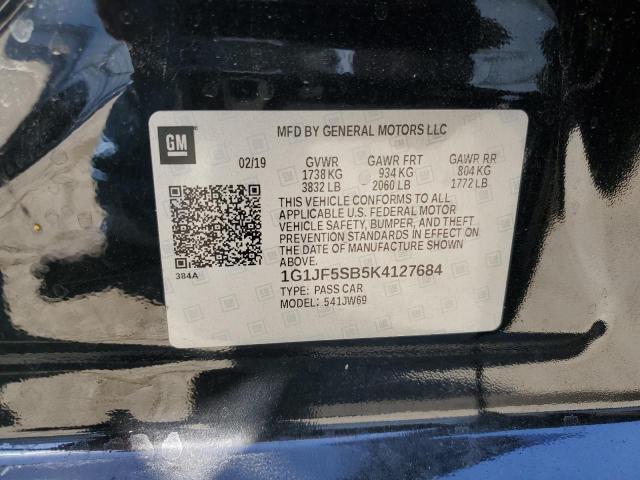 GM
MFD BY GENERAL MOTORS LLC
02/19 GVWR GAWR FRT GAWR RR
1738 KG 934 KG 804 KG
3832 LB 2060 LB 1772 LB
THIS VEHICLE CONFORMS TO ALL
APPLICABLE U.S. FEDERAL MOTOR
VEHICLE SAFETY, BUMPER, AND THEFT
PREVENTION STANDARDS IN EFFECT ON
THE DATE OF MANUFACTURE SHOWN
ABOVE.
384A
1G1JF5SB5K4127684
TYPE: PASS CAR
MODEL: 541JW69